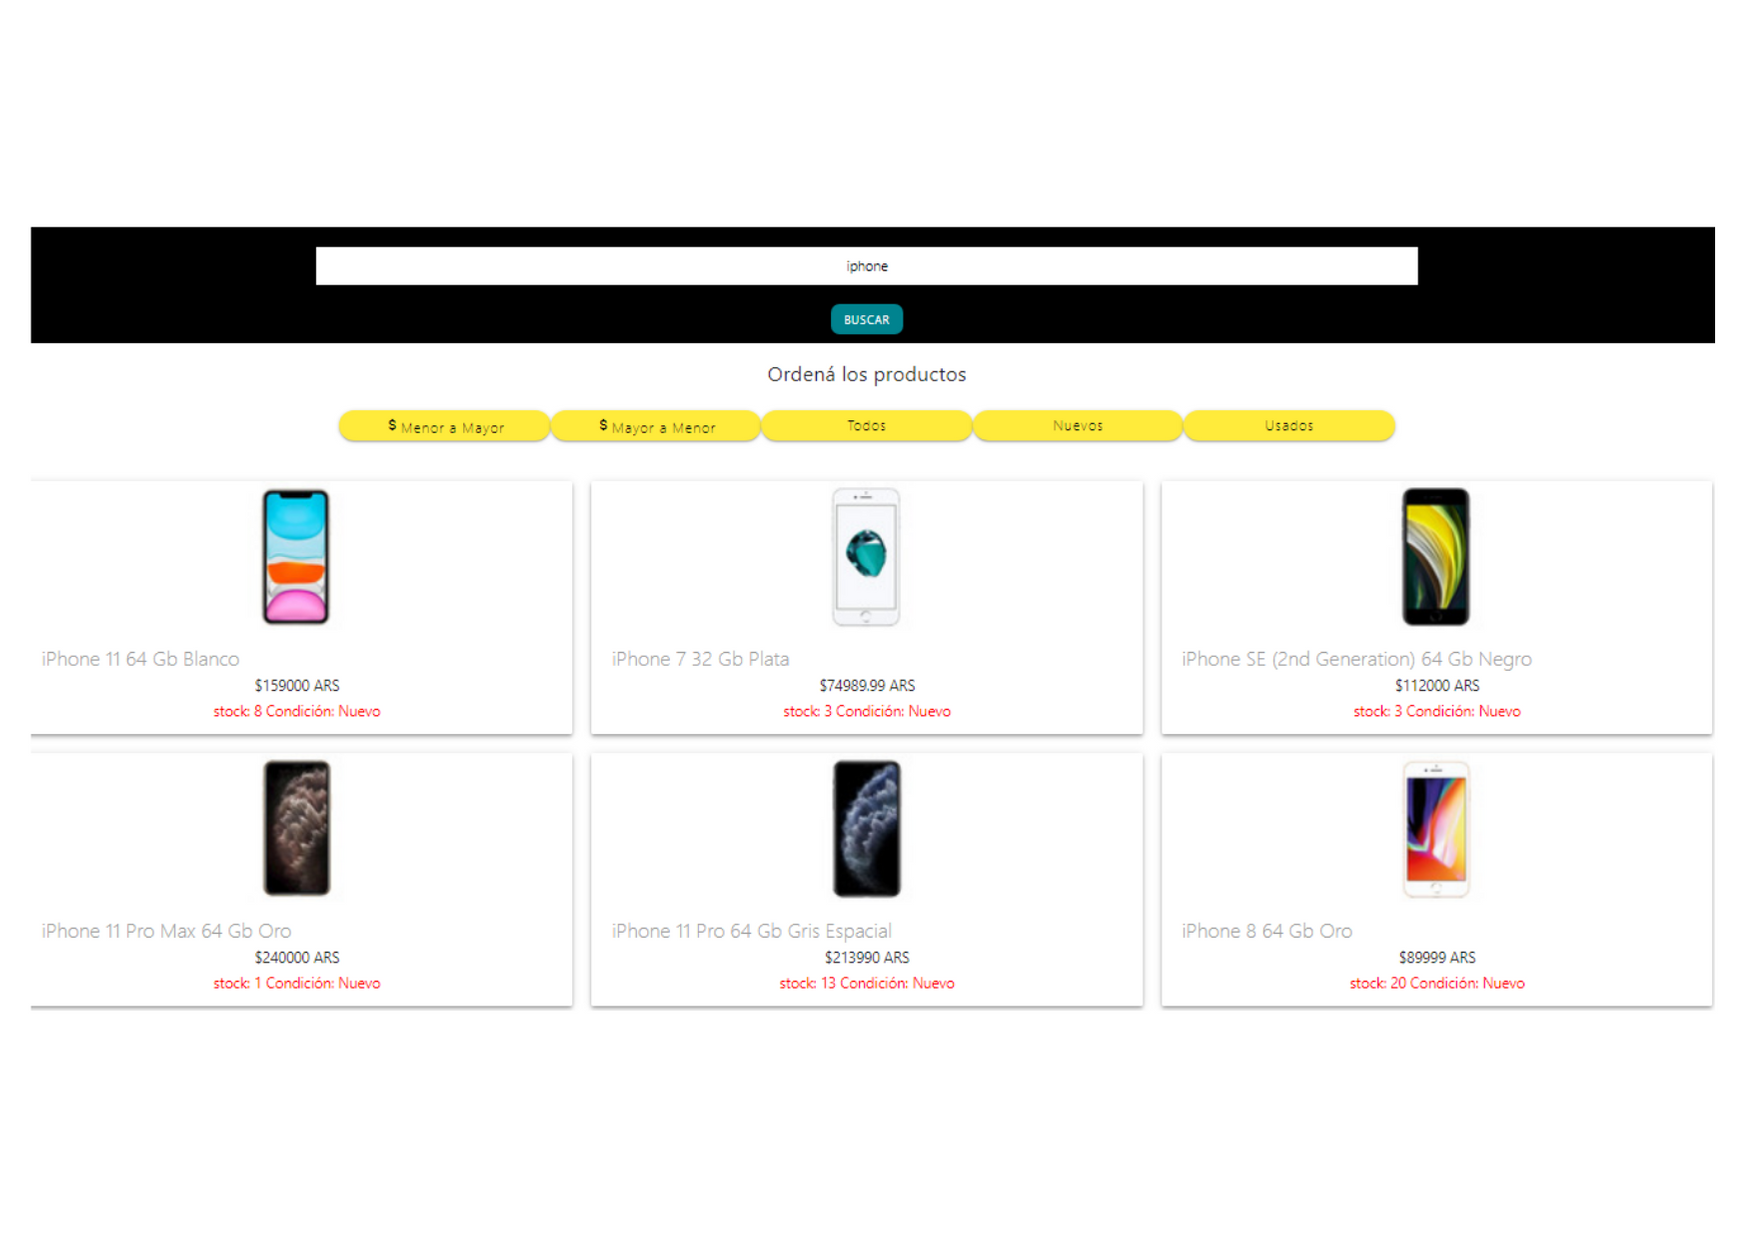 iphone
BUSCAR
Ordená los productos
$ Menor a Mayor
$ Mayor a Menor
Todos
Nuevos
Usados
iPhone 11 64 Gb Blanco
$159000 ARS
stock: 8 Condición: Nuevo
iPhone 7 32 Gb Plata
$74989.99 ARS
stock: 3 Condición: Nuevo
iPhone SE (2nd Generation) 64 Gb Negro
$112000 ARS
stock: 3 Condición: Nuevo
iPhone 11 Pro Max 64 Gb Oro
$240000 ARS
stock: 1 Condición: Nuevo
iPhone 11 Pro 64 Gb Gris Espacial
$213990 ARS
stock: 13 Condición: Nuevo
iPhone 8 64 Gb Oro
$89999 ARS
stock: 20 Condición: Nuevo